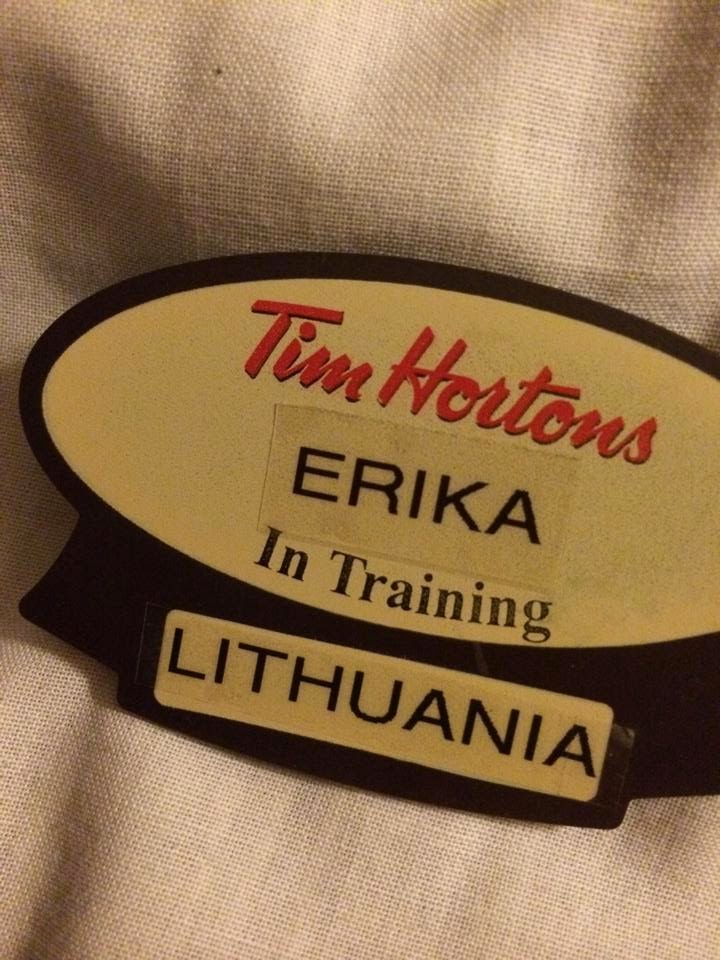 Tim Hortons
ERIKA
In Training
LITHUANIA